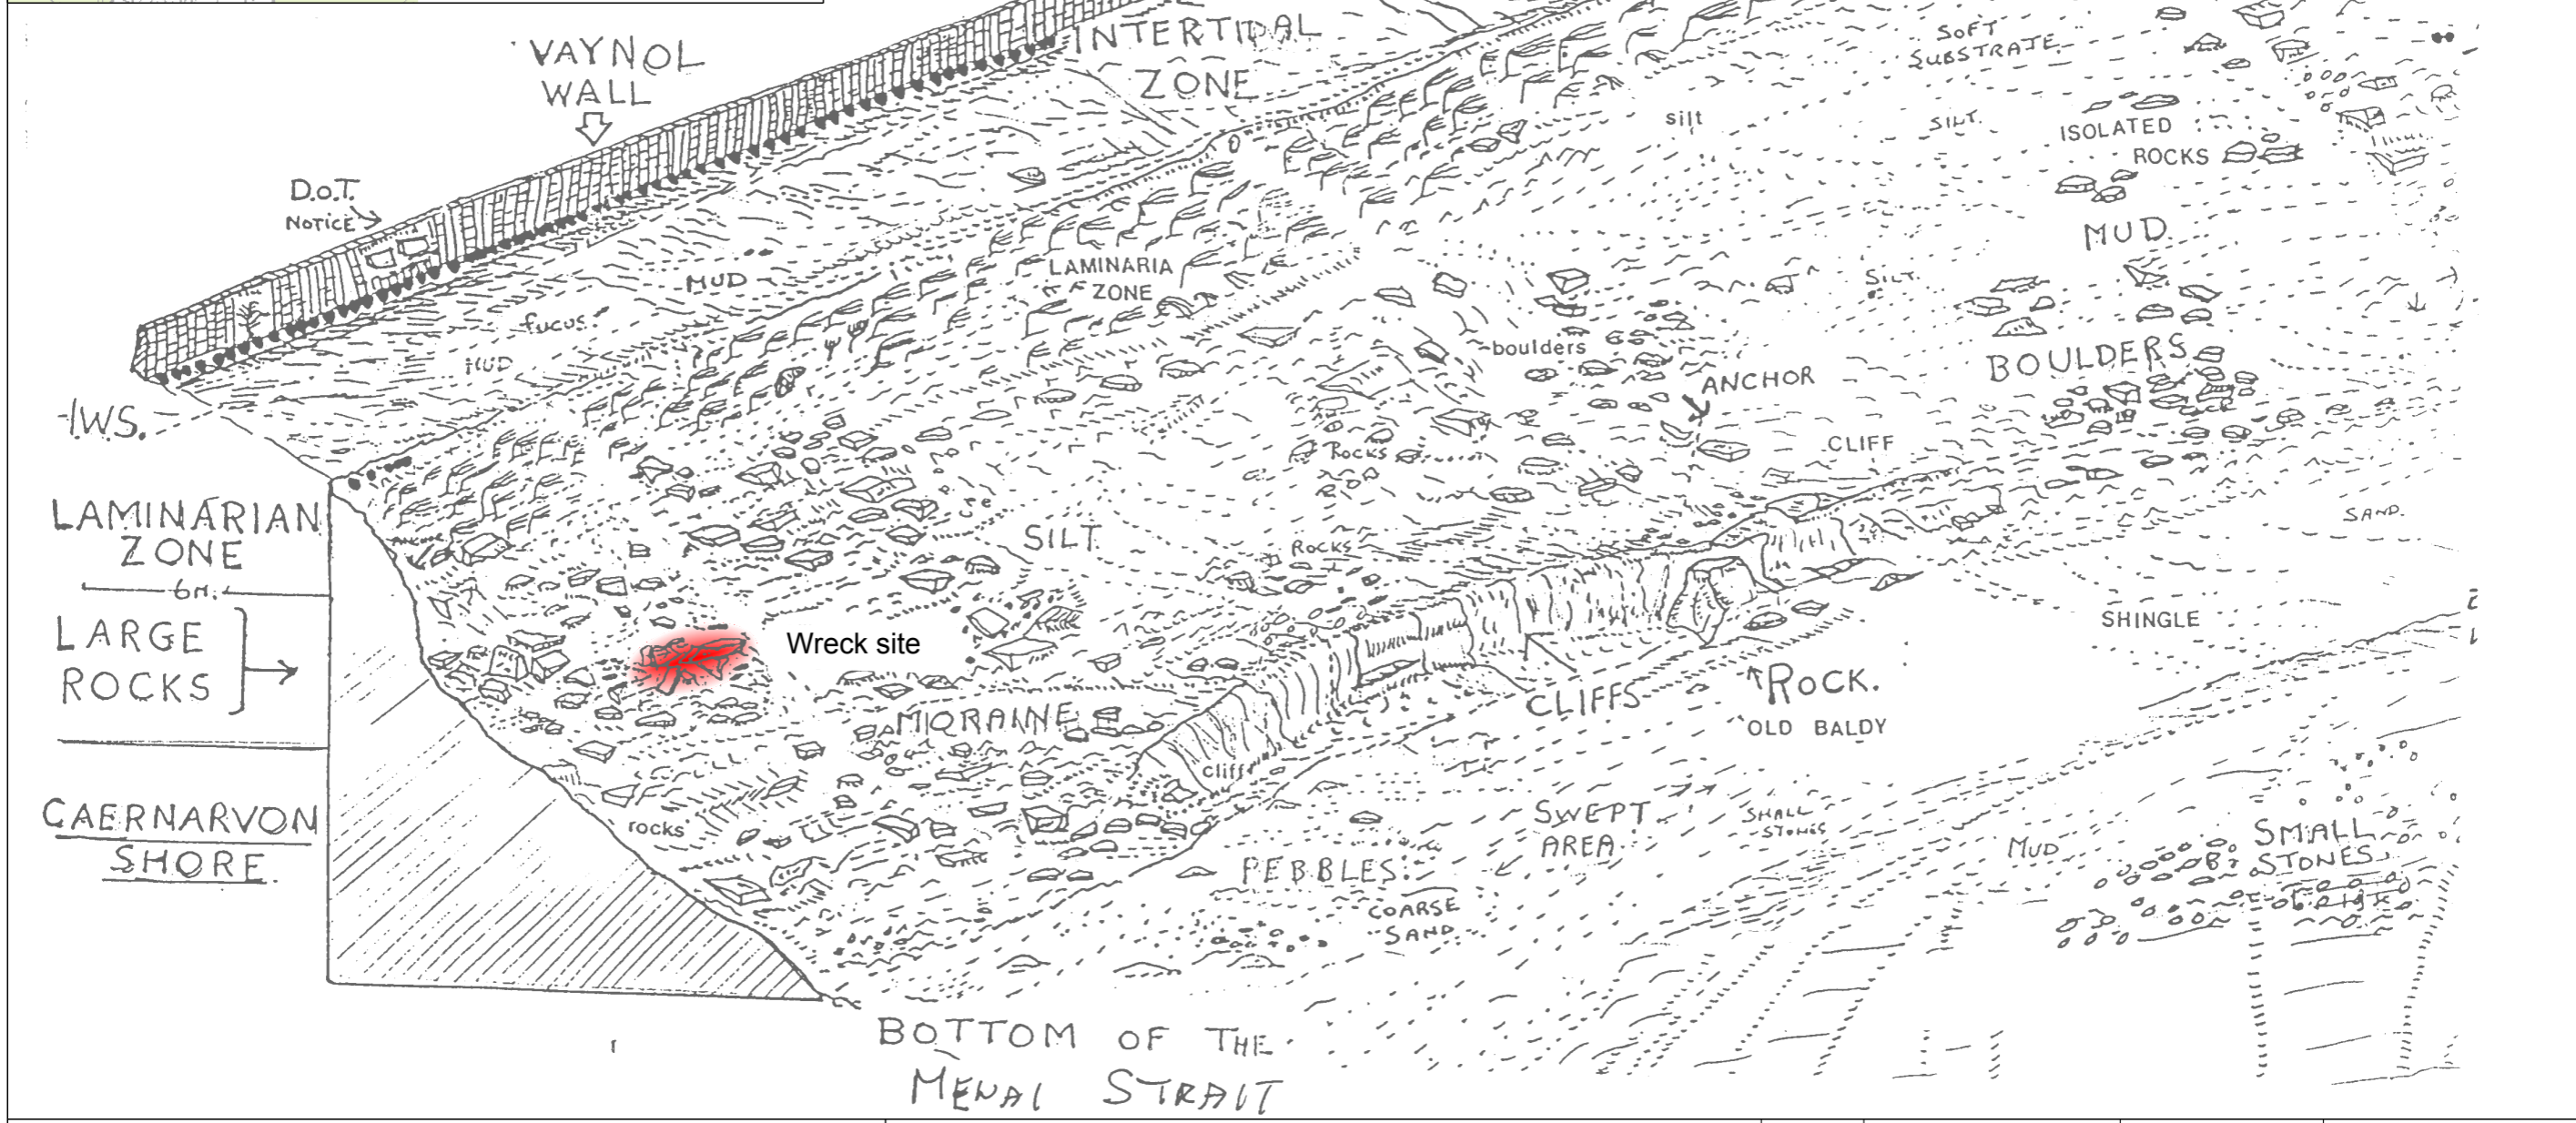 VAYNOL
WALL
INTERTIDAL
ZONE
SOFT
SUBSTRATE
silt
SILT.
ISOLATED
ROCKS
D.O.T.
NOTICE
MUD
MUD
LAMINARIA
ZONE
SILT.
fucus
MUD
boulders
BOULDERS
ANCHOR
CLIFF
ROCKS
SAND.
LAMINARIAN
ZONE
6M.
SILT
ROCKS
LARGE
ROCKS
Wreck site
SHINGLE
MORAINE
CLIFFS
ROCK.
OLD BALDY
cliff
CAERNARVON
SHORE.
rocks
SWEPT
AREA
SMALL
STONES
MUD
SMALL
STONES
PEBBLES
COARSE
SAND
BOTTOM OF THE
MENAI STRAIT